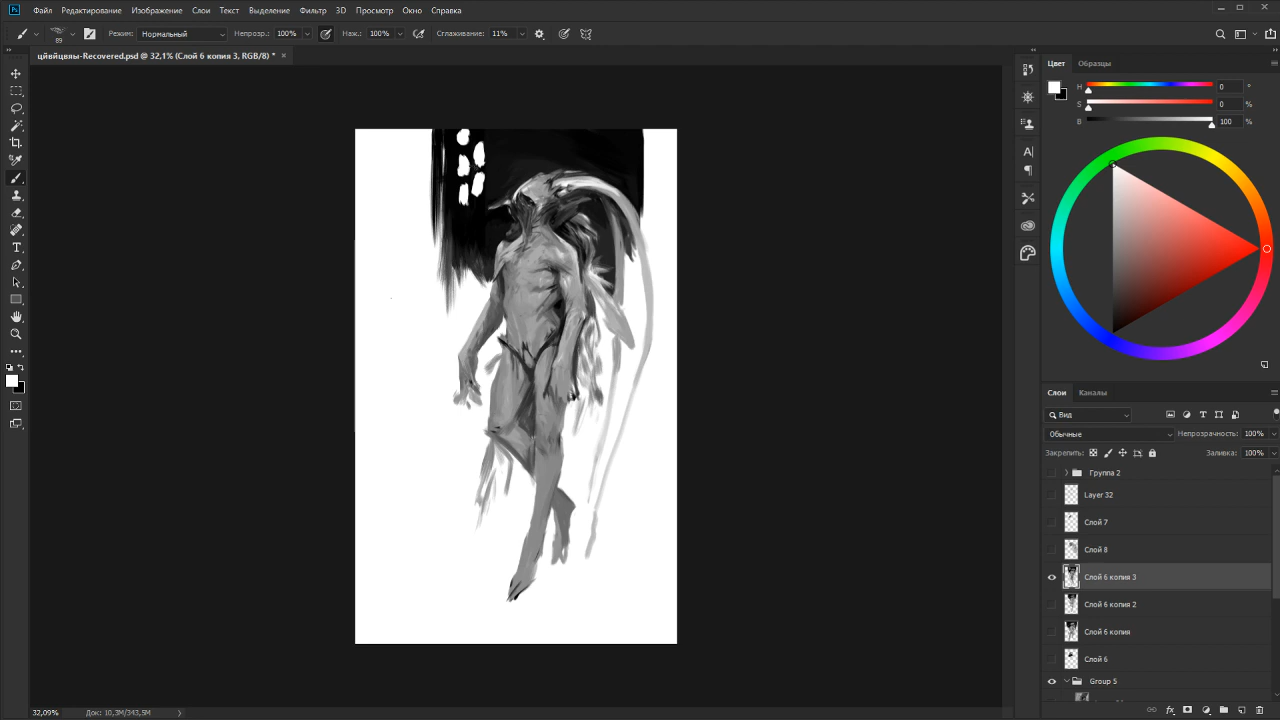 Ps Файл Редактирование Изображение Слои Текст Выделение Фильтр 3D Просмотр Окно Справка
89 Режим: Нормальный Непрозр.: 100% Наж.: 100% Сглаживание: 11%
цйвйцвяы-Recovered.psd @ 32,1% (Слой 6 копия 3, RGB/8) * ×
Цвет Образцы
H 0 °
S 0 %
B 100 %
Слои Каналы
Вид
Обычные Непрозрачность: 100%
Закрепить: Заливка: 100%
Группа 2
Layer 32
Слой 7
Слой 8
Слой 6 копия 3
Слой 6 копия 2
Слой 6 копия
Слой 6
Group 5
32,09% Док: 10,3M/343,5M